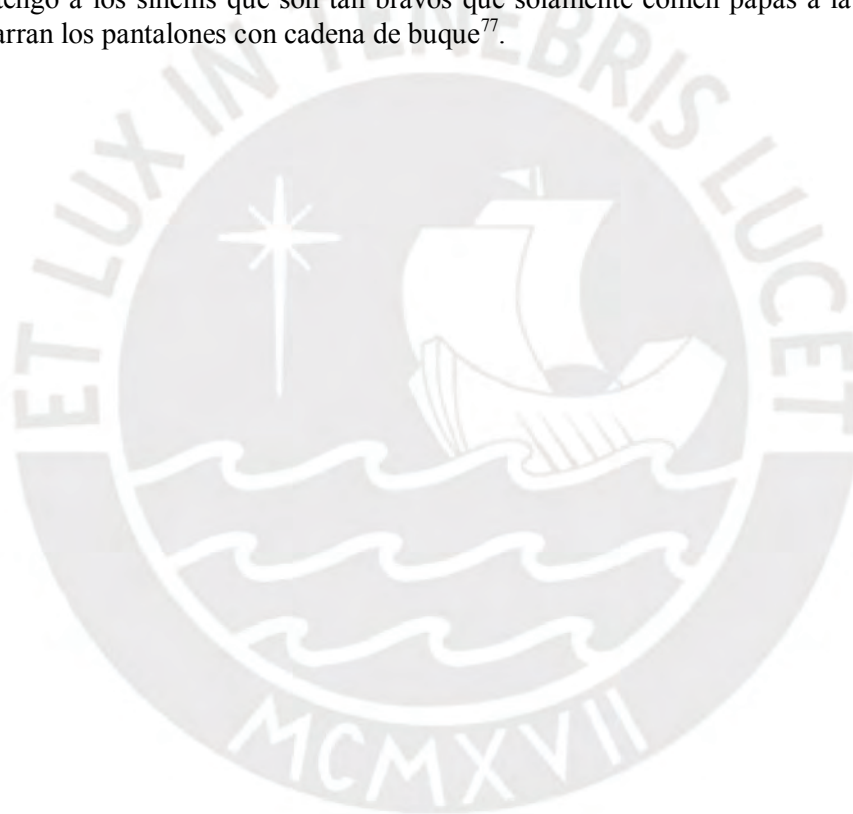 tengo a los sinchis que son tan bravos que solamente comen papas a la
arran los pantalones con cadena de buque⁷⁷.
ET LUX IN TENEBRIS LUCET
MCMXVII